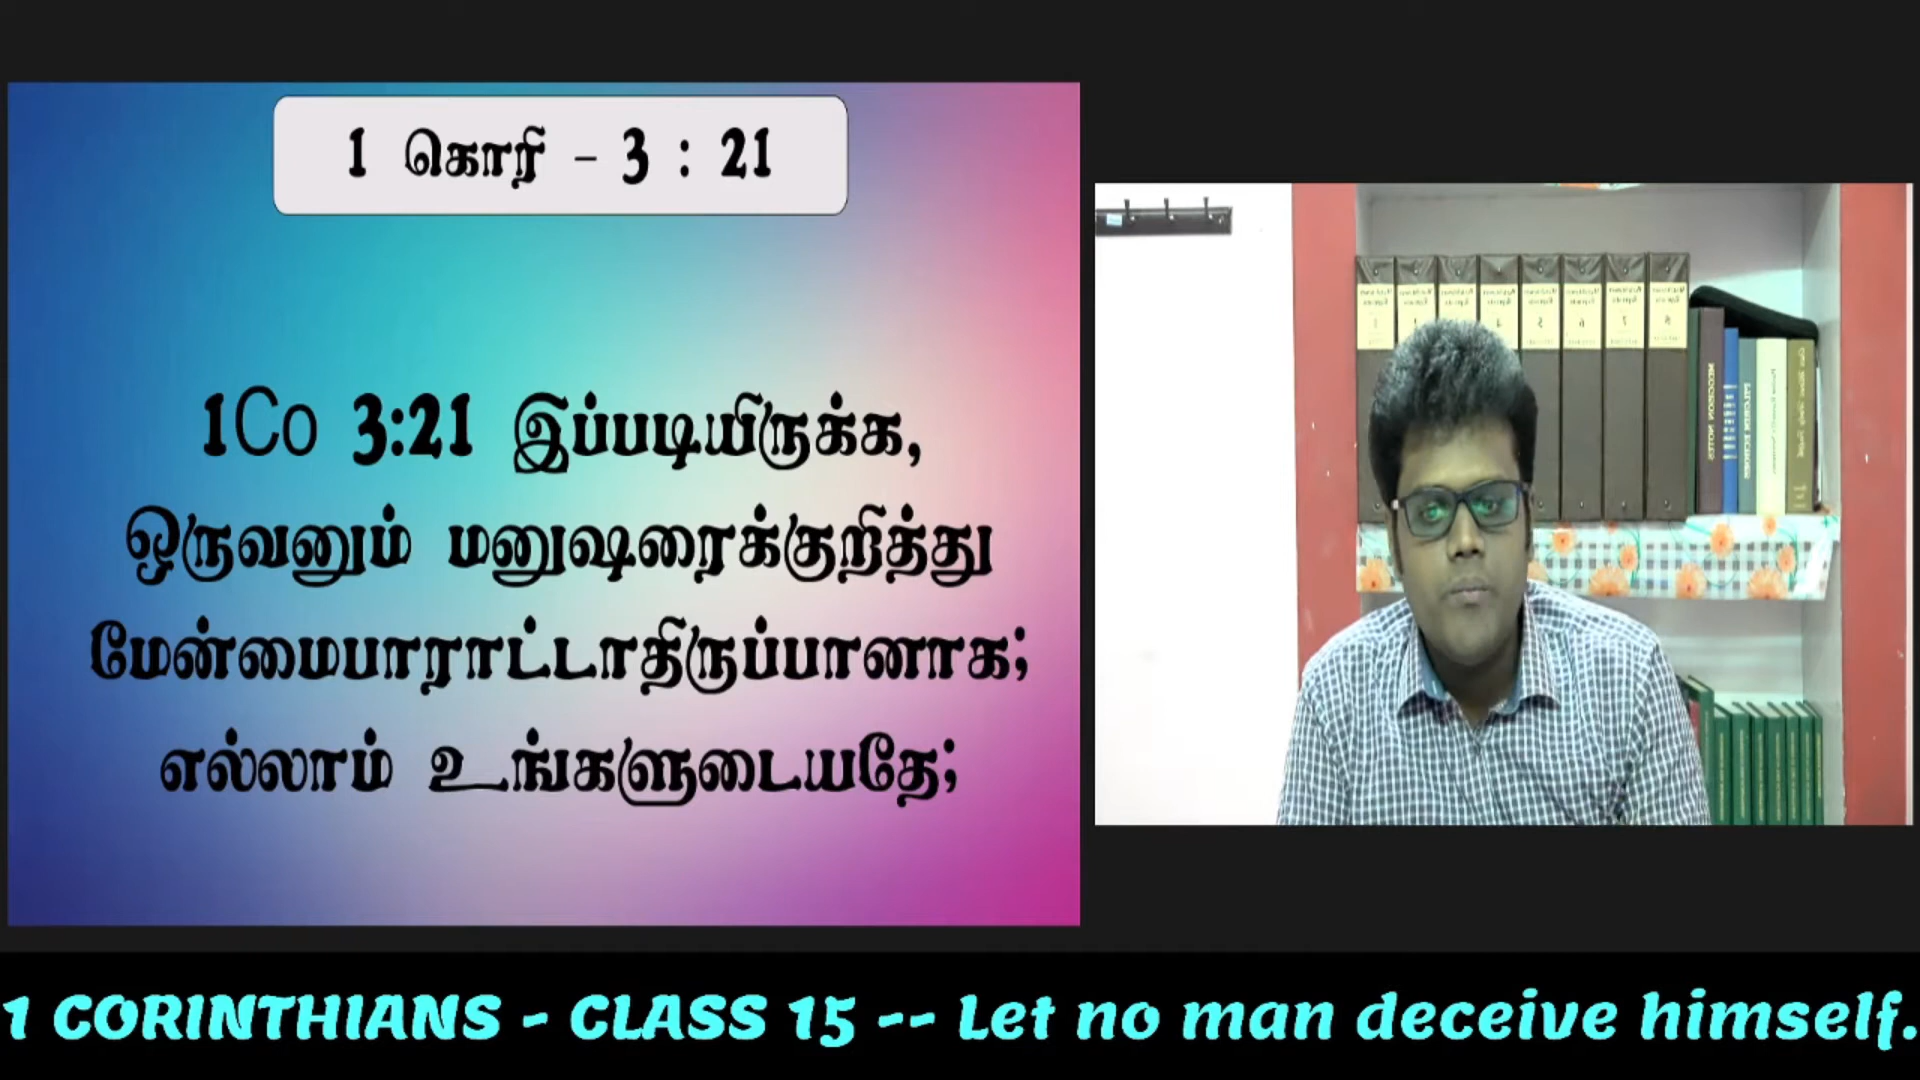 1 கொரி - 3 : 21
1Co 3:21 இப்படியிருக்க,
ஒருவனும் மனுஷரைக்குறித்து
மேன்மைபாராட்டாதிருப்பானாக;
எல்லாம் உங்களுடையதே;
1 CORINTHIANS - CLASS 15 -- Let no man deceive himself.